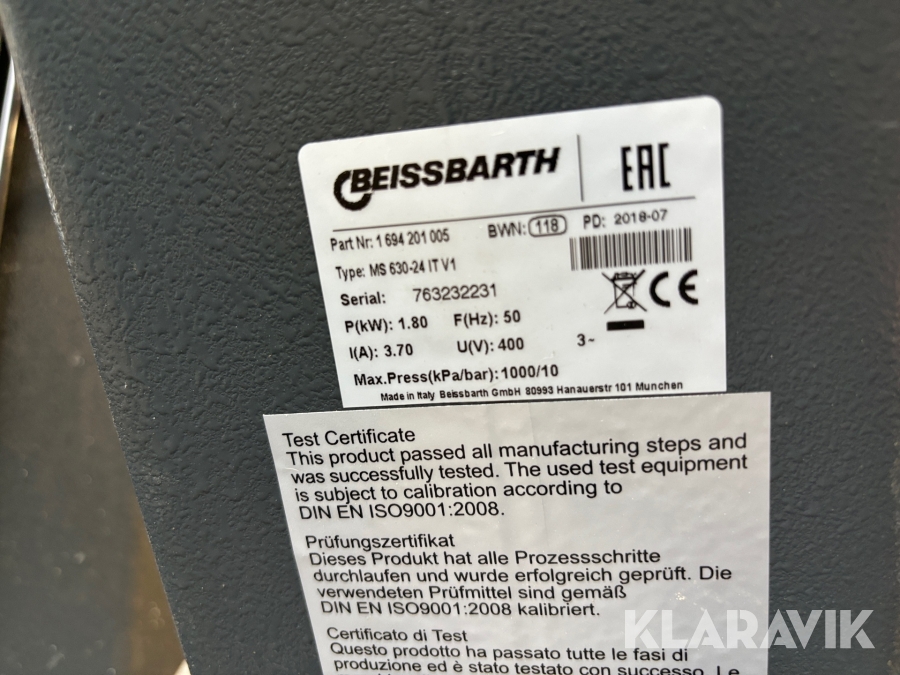 BEISSBARTH
EAC
Part Nr: 1 694 201 005
BWN: 118 PD: 2018-07
Type: MS 630-24 IT V1
Serial: 763232231
P(kW): 1.80 F(Hz): 50
I(A): 3.70 U(V): 400 3~
CE
Max.Press(kPa/bar): 1000/10
Made in Italy Beissbarth GmbH 80993 Hanauerstr 101 Munchen
Test Certificate
This product passed all manufacturing steps and
was successfully tested. The used test equipment
is subject to calibration according to
DIN EN ISO9001:2008.
Prüfungszertifikat
Dieses Produkt hat alle Prozessschritte
durchlaufen und wurde erfolgreich geprüft. Die
verwendeten Prüfmittel sind gemäß
DIN EN ISO9001:2008 kalibriert.
Certificato di Test
Questo prodotto ha passato tutte le fasi di
produzione ed è stato testato con successo. Le
KLARAVIK